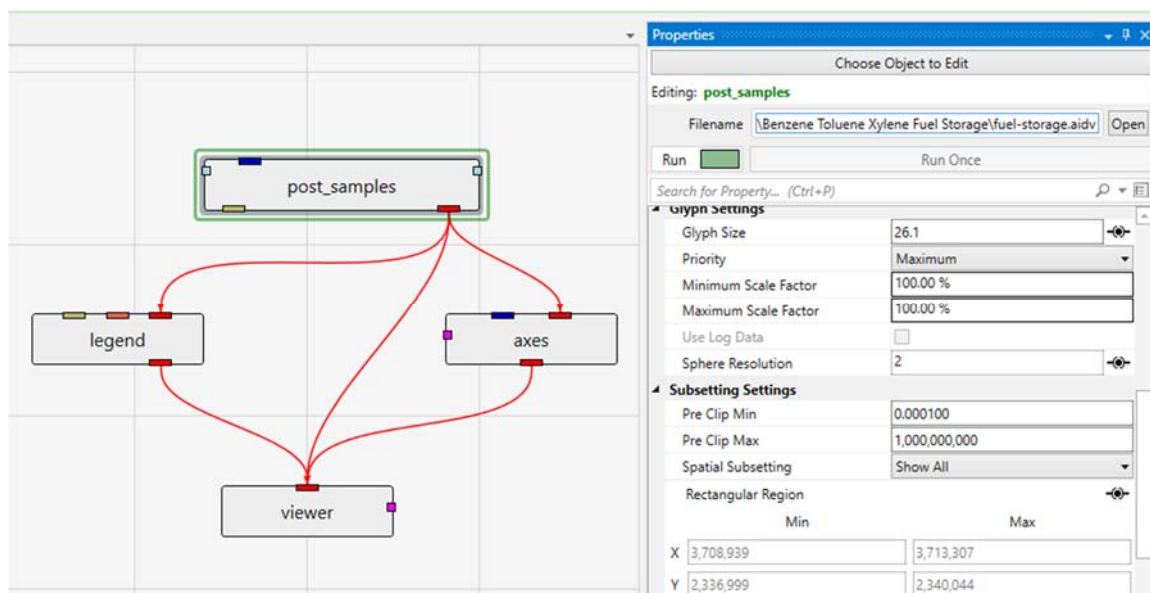 post_samples
legend
axes
viewer
Properties
Choose Object to Edit
Editing: post_samples
Filename \Benzene Toluene Xylene Fuel Storage\fuel-storage.aidv Open
Run Run Once
Search for Property... (Ctrl+P)
Glyph Settings
Glyph Size 26.1
Priority Maximum
Minimum Scale Factor 100.00 %
Maximum Scale Factor 100.00 %
Use Log Data
Sphere Resolution 2
Subsetting Settings
Pre Clip Min 0.000100
Pre Clip Max 1,000,000,000
Spatial Subsetting Show All
Rectangular Region
Min Max
X 3,708,939 3,713,307
Y 2,336,999 2,340,044